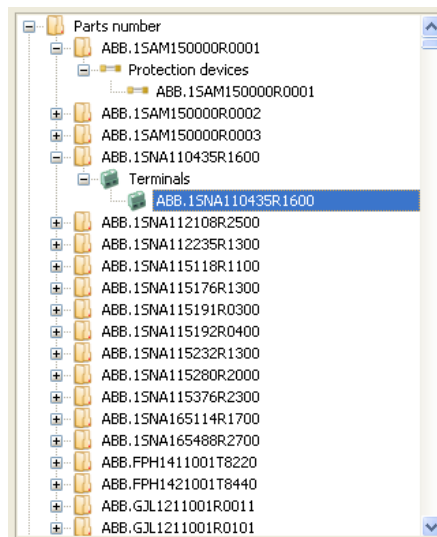 Parts number
ABB.1SAM150000R0001
Protection devices
ABB.1SAM150000R0001
ABB.1SAM150000R0002
ABB.1SAM150000R0003
ABB.1SNA110435R1600
Terminals
ABB.1SNA110435R1600
ABB.1SNA112108R2500
ABB.1SNA112235R1300
ABB.1SNA115118R1100
ABB.1SNA115176R1300
ABB.1SNA115191R0300
ABB.1SNA115192R0400
ABB.1SNA115232R1300
ABB.1SNA115280R2000
ABB.1SNA115376R2300
ABB.1SNA165114R1700
ABB.1SNA165488R2700
ABB.FPH1411001T8220
ABB.FPH1421001T8440
ABB.GJL1211001R0011
ABB.GJL1211001R0101